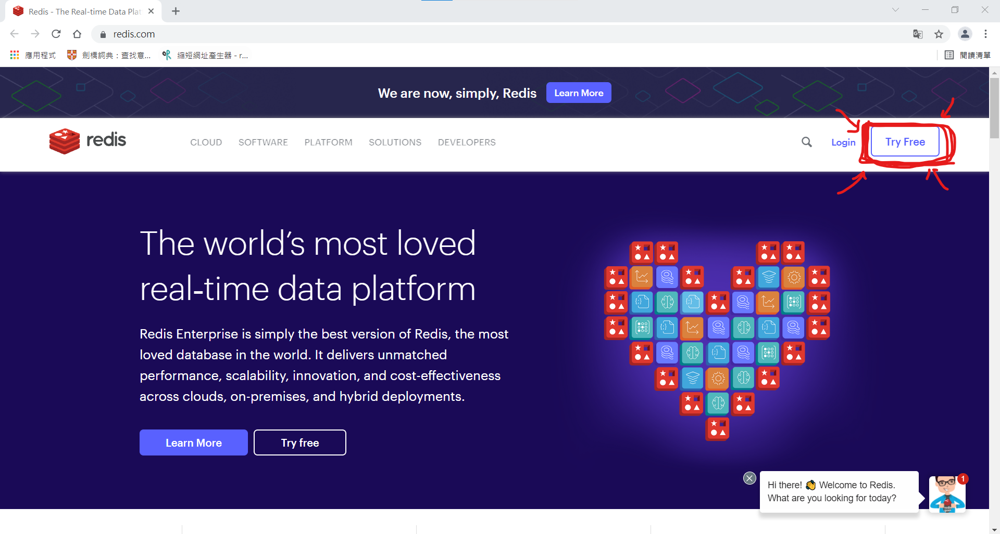 Redis - The Real-time Data Plat
redis.com
應用程式
劍橋詞典：查找意...
縮短網址產生器 - r...
閱讀清單
We are now, simply, Redis
Learn More
redis
CLOUD
SOFTWARE
PLATFORM
SOLUTIONS
DEVELOPERS
Login
Try Free
The world's most loved
real-time data platform
Redis Enterprise is simply the best version of Redis, the most
loved database in the world. It delivers unmatched
performance, scalability, innovation, and cost-effectiveness
across clouds, on-premises, and hybrid deployments.
Learn More
Try free
Hi there! 👋 Welcome to Redis.
What are you looking for today?
1
redis
geek